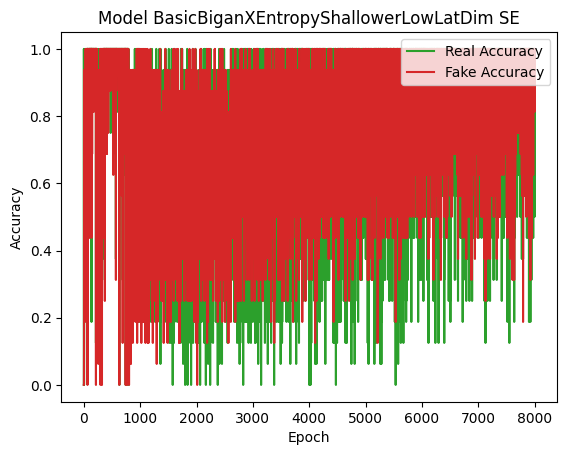 Model BasicBiganXEntropyShallowerLowLatDim SE
Real Accuracy
Fake Accuracy
Accuracy
1.0
0.8
0.6
0.4
0.2
0.0
0 1000 2000 3000 4000 5000 6000 7000 8000
Epoch